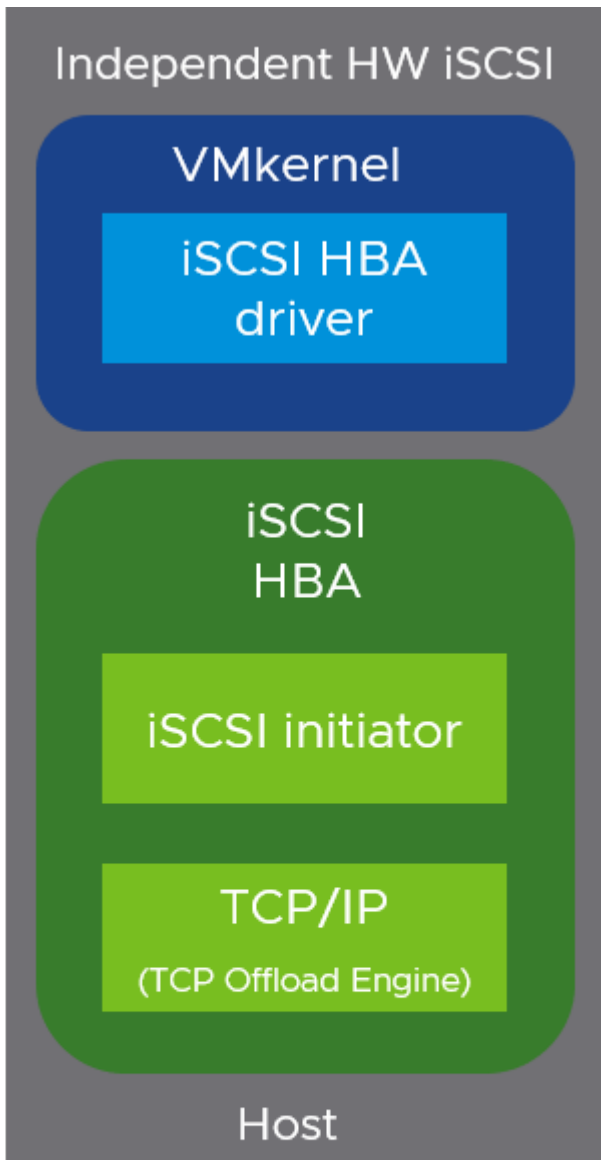 Independent HW iSCSI
VMkernel
iSCSI HBA
driver
iSCSI
HBA
iSCSI initiator
TCP/IP
(TCP Offload Engine)
Host